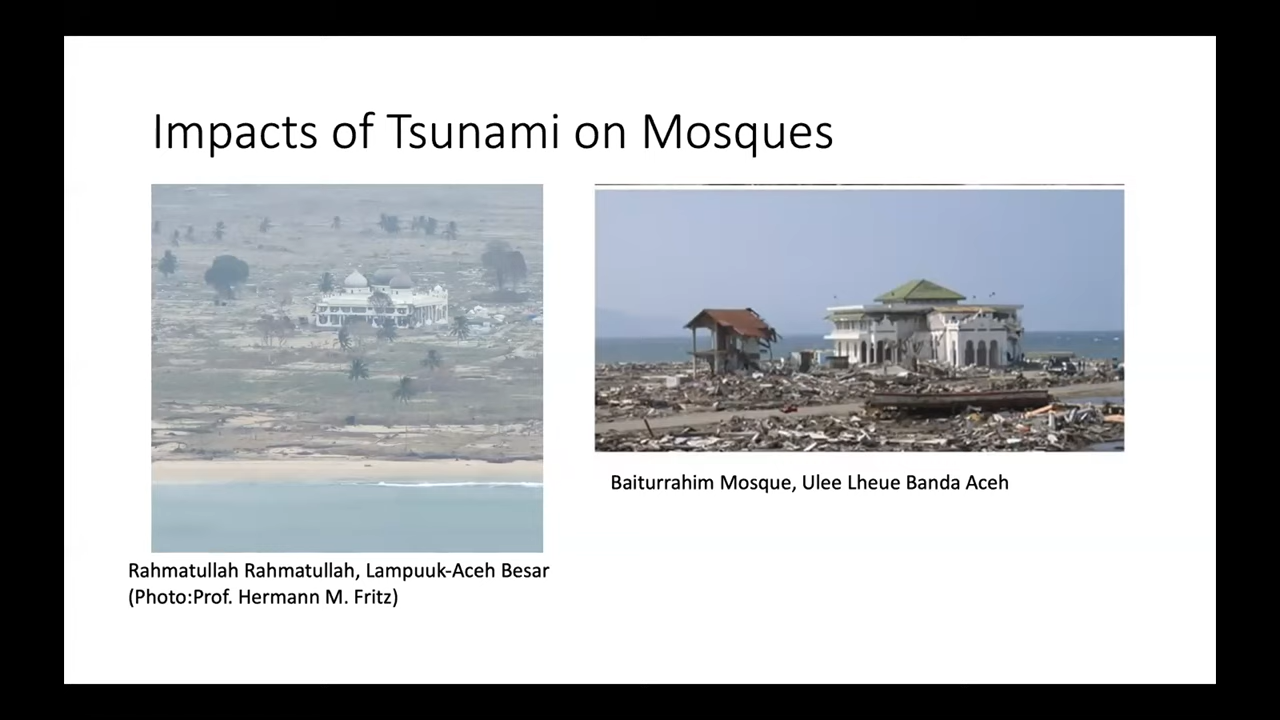 Impacts of Tsunami on Mosques
Baiturrahim Mosque, Ulee Lheue Banda Aceh
Rahmatullah Rahmatullah, Lampuuk-Aceh Besar
(Photo:Prof. Hermann M. Fritz)